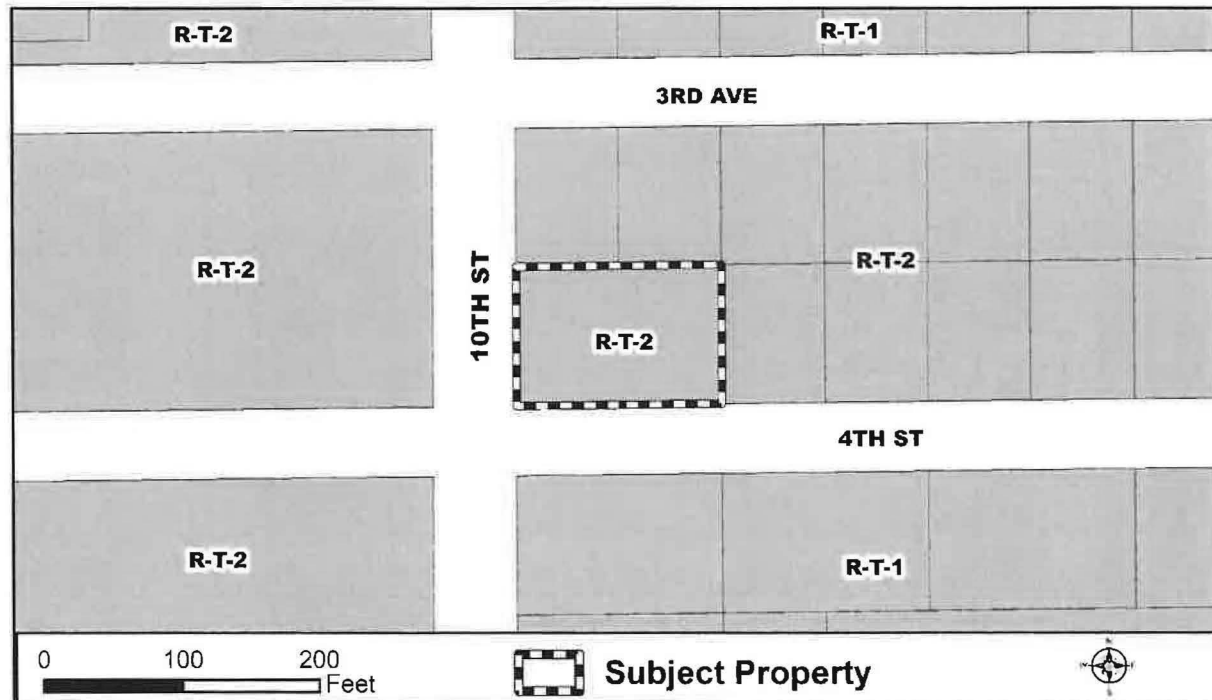 R-T-2
R-T-1
3RD AVE
R-T-2
10TH ST
R-T-2
R-T-2
4TH ST
R-T-2
R-T-1
0 100 200
Feet
Subject Property